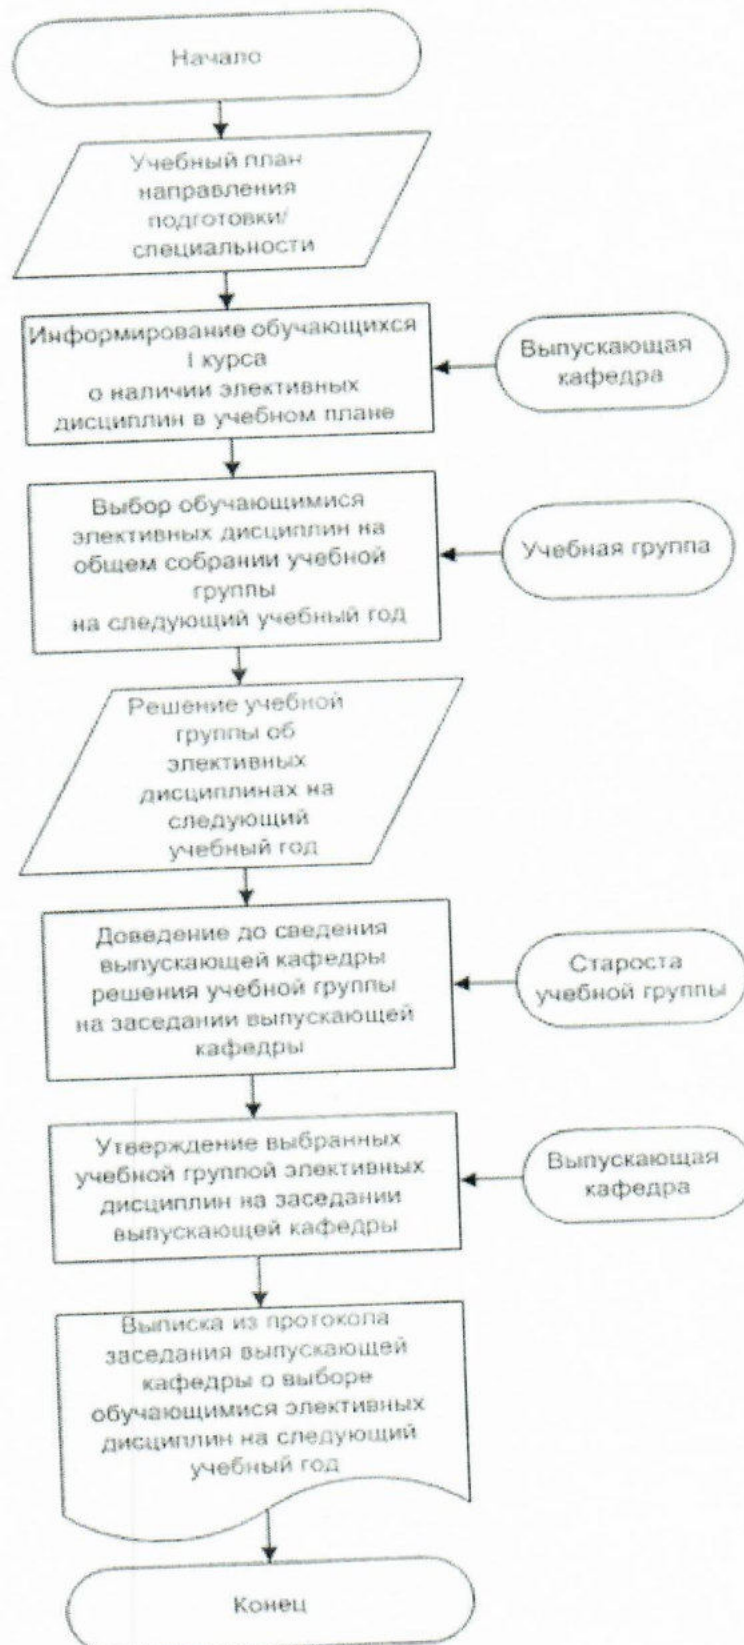 Начало
Учебный план
направления
подготовки/
специальности
Информирование обучающихся
I курса
о наличии элективных
дисциплин в учебном плане
Выпускающая
кафедра
Выбор обучающимися
элективных дисциплин на
общем собрании учебной
группы
на следующий учебный год
Учебная группа
Решение учебной
группы об
элективных
дисциплинах на
следующий
учебный год
Доведение до сведения
выпускающей кафедры
решения учебной группы
на заседании выпускающей
кафедры
Староста
учебной группы
Утверждение выбранных
учебной группой элективных
дисциплин на заседании
выпускающей кафедры
Выпускающая
кафедра
Выписка из протокола
заседания выпускающей
кафедры о выборе
обучающимися элективных
дисциплин на следующий
учебный год
Конец